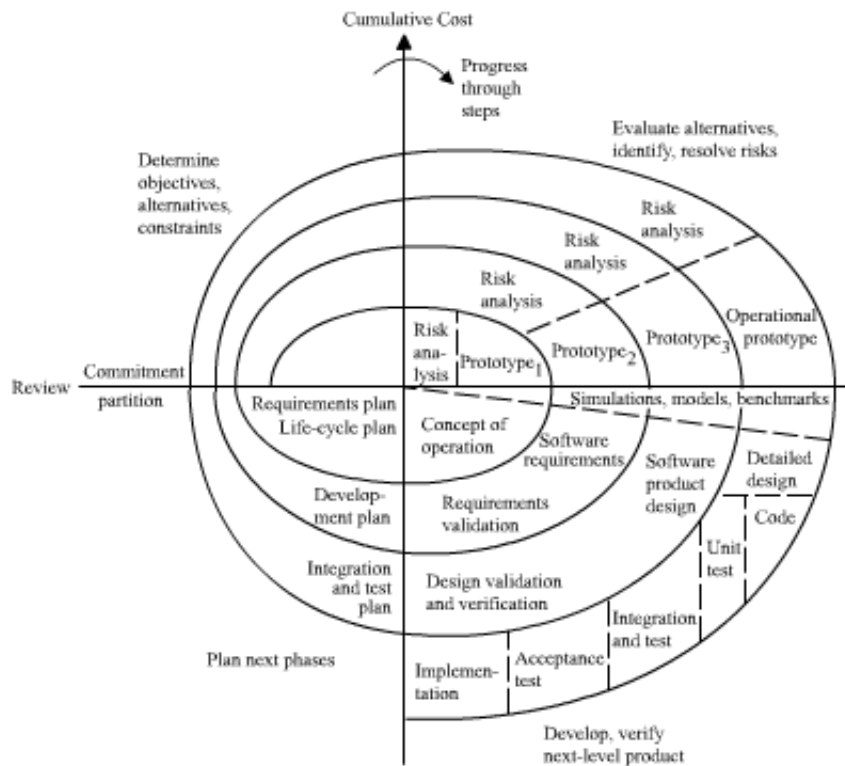 Cumulative Cost
Progress
through
steps
Evaluate alternatives,
identify, resolve risks
Determine
objectives,
alternatives,
constraints
Risk
analysis
Risk
analysis
Risk
analysis
Risk
ana-
lysis
Prototype1
Prototype2
Prototype3
Operational
prototype
Review
Commitment
partition
Simulations, models, benchmarks
Requirements plan
Life-cycle plan
Concept of
operation
Software
requirements
Software
product
design
Detailed
design
Code
Develop-
ment plan
Requirements
validation
Unit
test
Integration
and test
plan
Design validation
and verification
Integration
and test
Acceptance
test
Implemen-
tation
Plan next phases
Develop, verify
next-level product